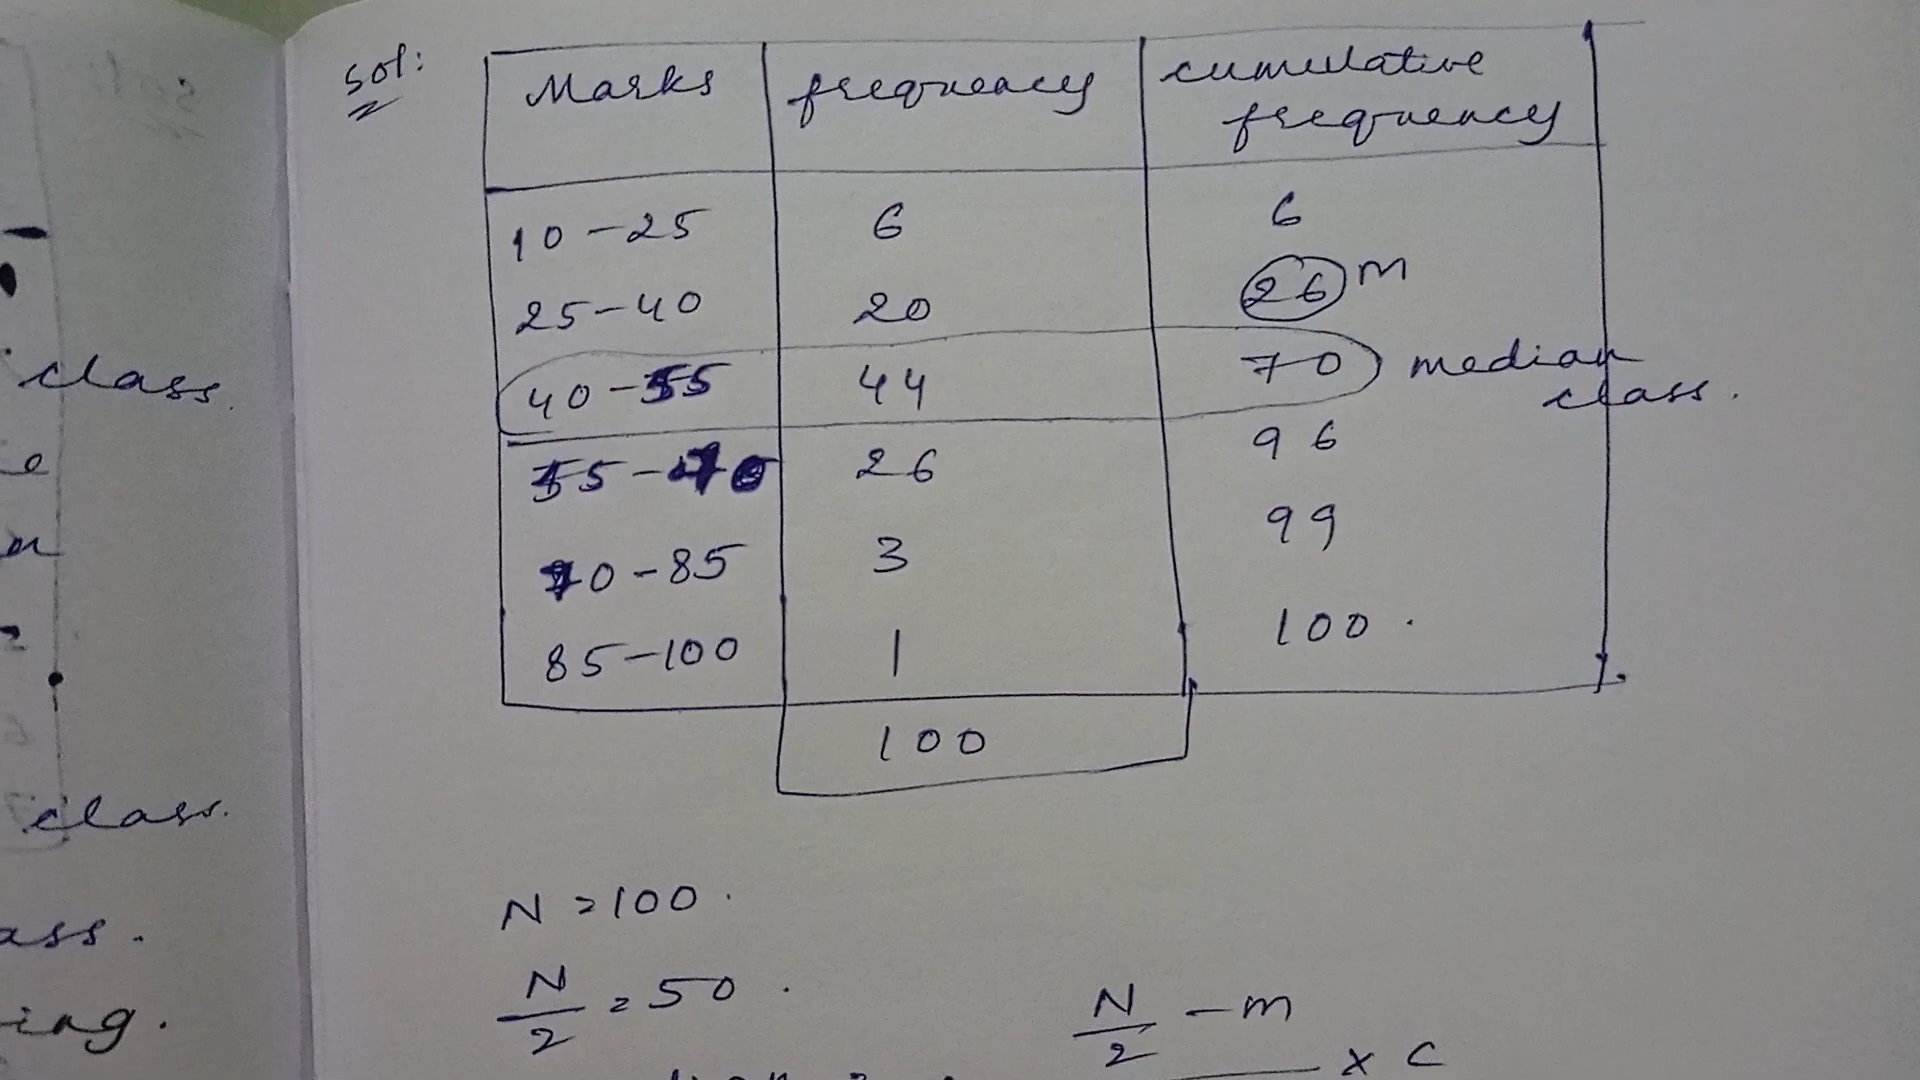 class.
class.
ass.
ing.
Sol:
Marks frequency cumulative frequency
10-25 6 6
25-40 20 26 m
40-55 44 70 median class.
55-70 26 96
70-85 3 99
85-100 1 100.
100
N = 100.
N/2 = 50.
N/2 - m
x c